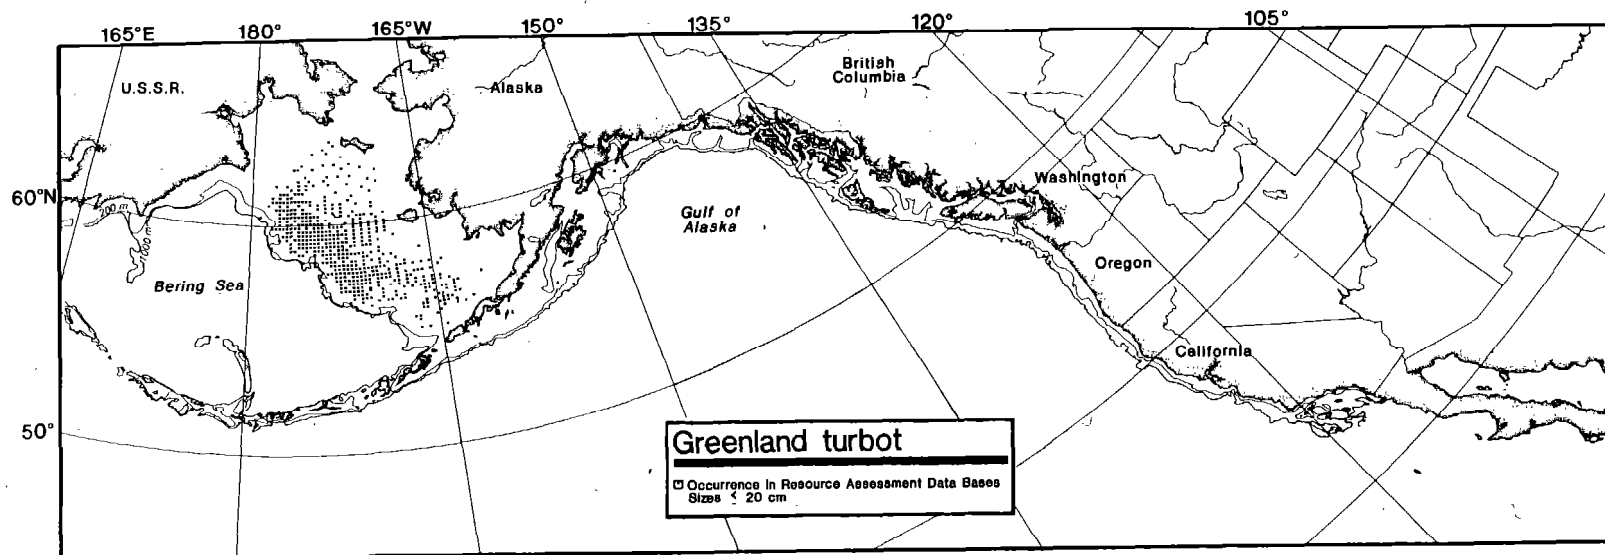 165°E 180° 165°W 150° 135° 120° 105°
U.S.S.R.
Alaska
British
Columbia
60°N
200 m
Washington
Gulf of
Alaska
Bering Sea
Oregon
California
50°
Greenland turbot
Occurrence in Resource Assessment Data Bases
Sizes ≤ 20 cm